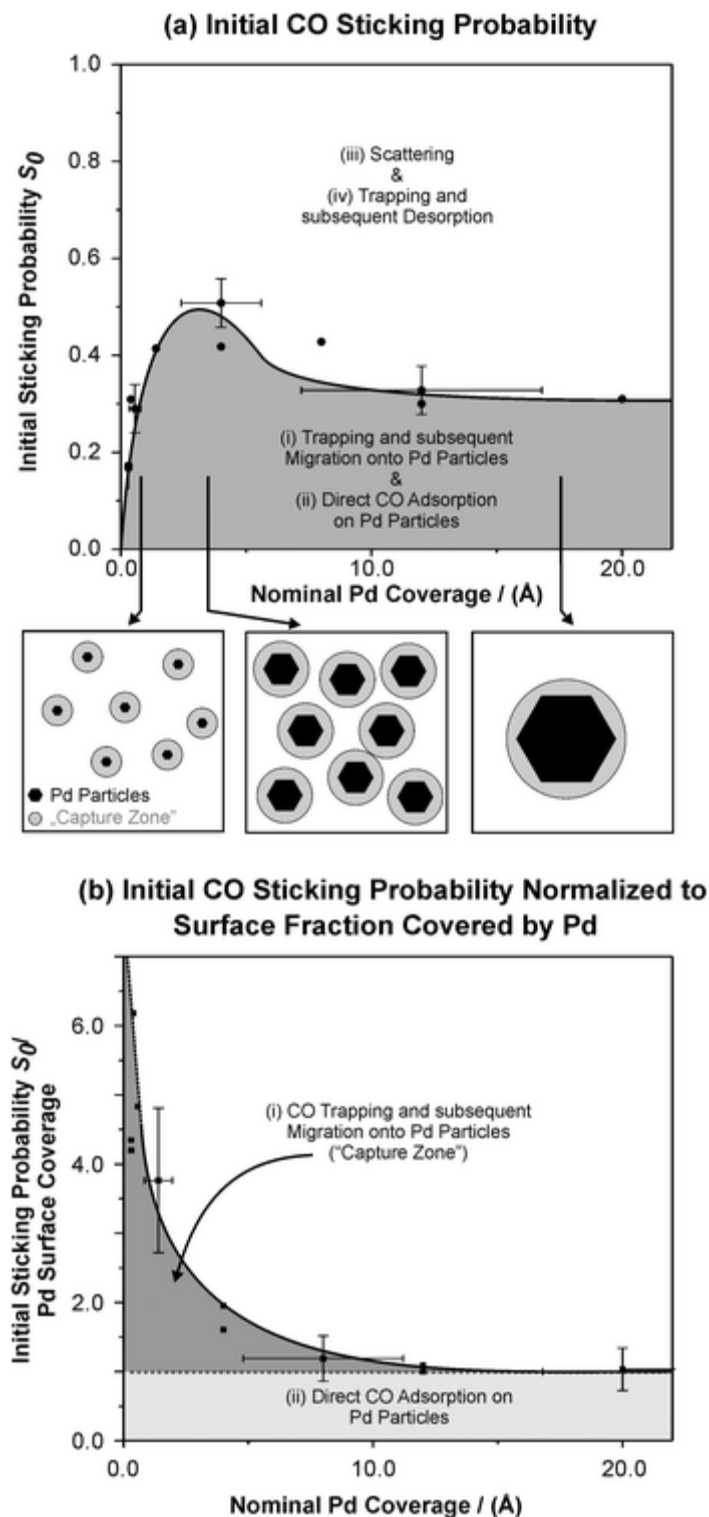 (a) Initial CO Sticking Probability
1.0
0.8
0.6
0.4
0.2
0.0
Initial Sticking Probability S0
(iii) Scattering
&
(iv) Trapping and
subsequent Desorption
(i) Trapping and subsequent
Migration onto Pd Particles
&
(ii) Direct CO Adsorption
on Pd Particles
0.0 10.0 20.0
Nominal Pd Coverage / (Å)
Pd Particles
„Capture Zone"
(b) Initial CO Sticking Probability Normalized to
Surface Fraction Covered by Pd
6.0
4.0
2.0
0.0
Initial Sticking Probability S0/
Pd Surface Coverage
(i) CO Trapping and subsequent
Migration onto Pd Particles
("Capture Zone")
(ii) Direct CO Adsorption on
Pd Particles
0.0 10.0 20.0
Nominal Pd Coverage / (Å)